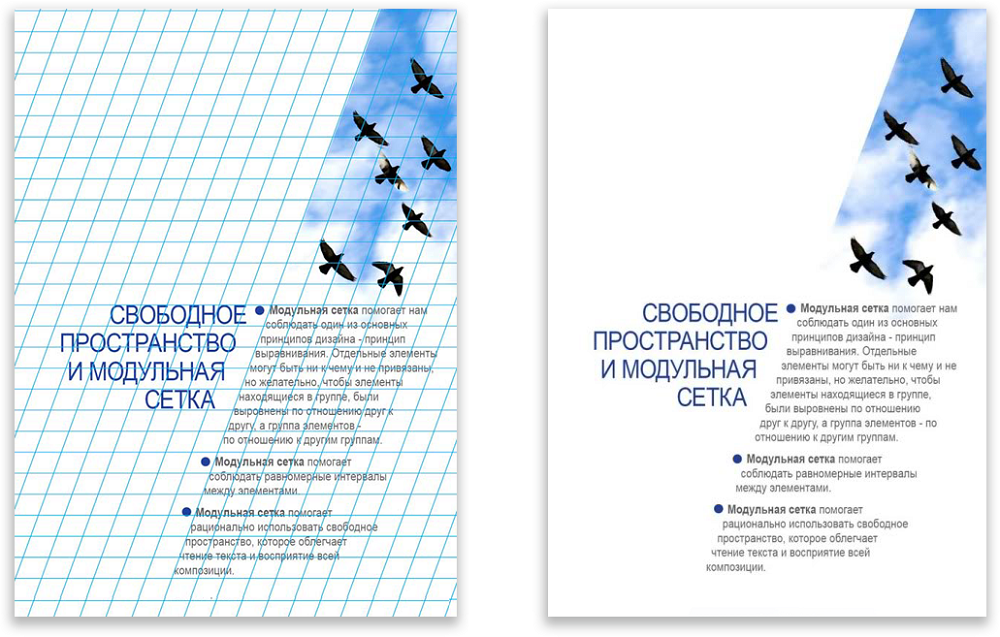 СВОБОДНОЕ
ПРОСТРАНСТВО
И МОДУЛЬНАЯ
СЕТКА
● Модульная сетка помогает нам
соблюдать один из основных
принципов дизайна - принцип
выравнивания. Отдельные элементы
могут быть ни к чему и не привязаны,
но желательно, чтобы элементы
находящиеся в группе, были
выровнены по отношению друг к
другу, а группа элементов -
по отношению к другим группам.
● Модульная сетка помогает
соблюдать равномерные интервалы
между элементами.
● Модульная сетка помогает
рационально использовать свободное
пространство, которое облегчает
чтение текста и восприятие всей
композиции.
СВОБОДНОЕ
ПРОСТРАНСТВО
И МОДУЛЬНАЯ
СЕТКА
● Модульная сетка помогает нам
соблюдать один из основных
принципов дизайна - принцип
выравнивания. Отдельные
элементы могут быть ни к чему и не
привязаны, но желательно, чтобы
элементы находящиеся в группе,
были выровнены по отношению
друг к другу, а группа элементов - по
отношению к другим группам.
● Модульная сетка помогает
соблюдать равномерные интервалы
между элементами.
● Модульная сетка помогает
рационально использовать свободное
пространство, которое облегчает
чтение текста и восприятие всей
композиции.